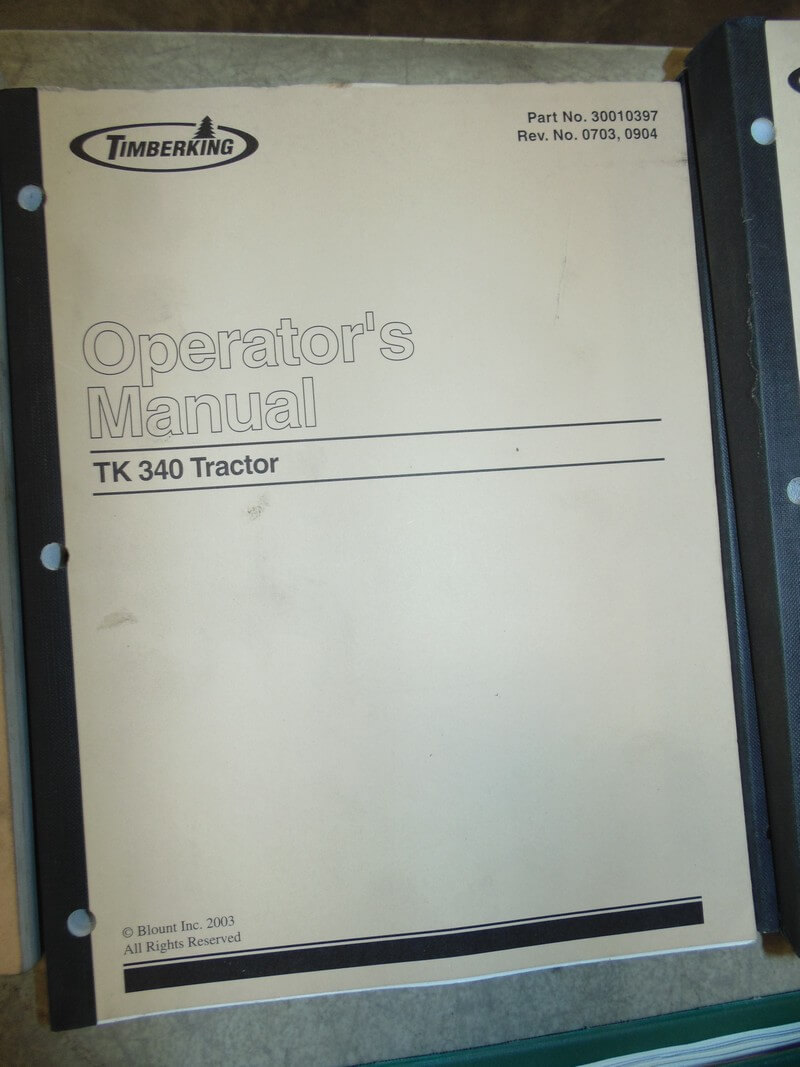 TIMBERKING
Part No. 30010397
Rev. No. 0703, 0904
Operator's
Manual
TK 340 Tractor
© Blount Inc. 2003
All Rights Reserved